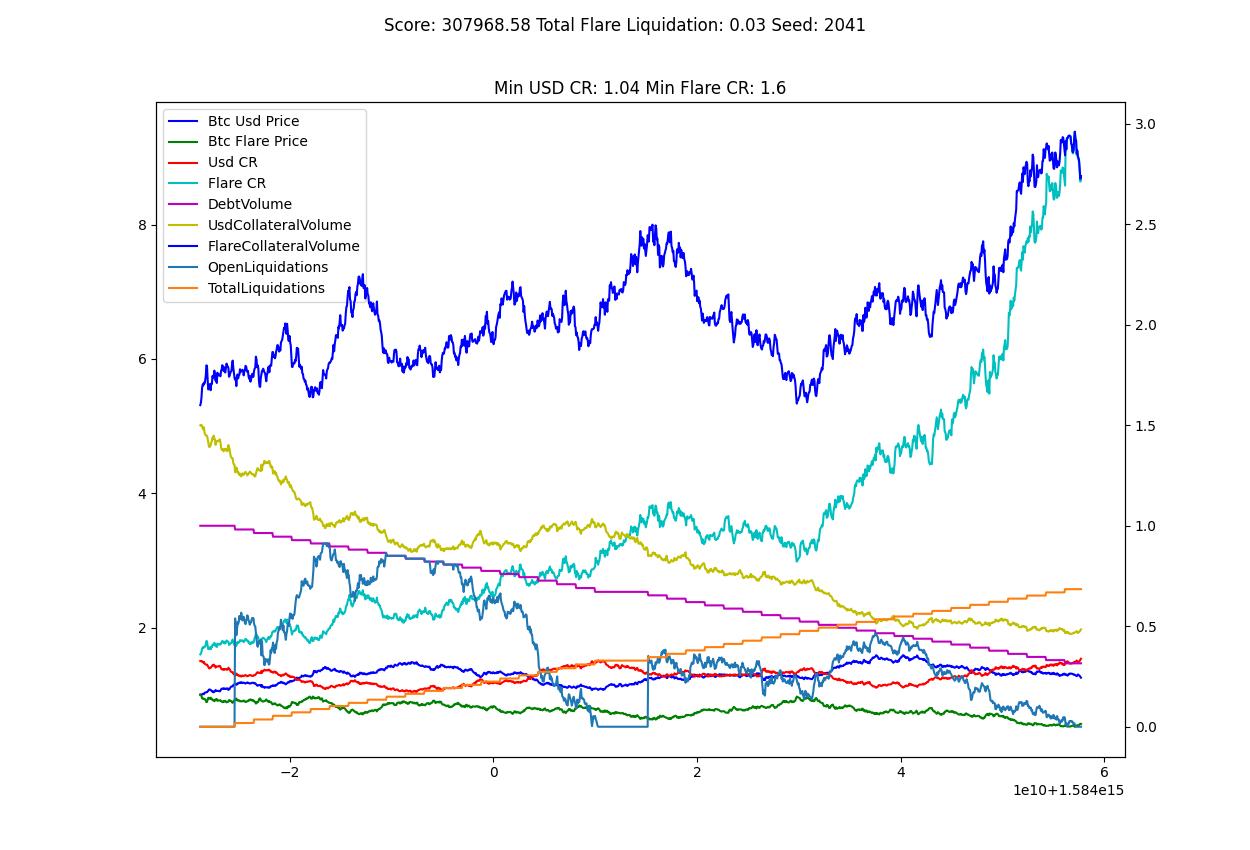 Score: 307968.58 Total Flare Liquidation: 0.03 Seed: 2041
Min USD CR: 1.04 Min Flare CR: 1.6
Btc Usd Price
Btc Flare Price
Usd CR
Flare CR
DebtVolume
UsdCollateralVolume
FlareCollateralVolume
OpenLiquidations
TotalLiquidations
8
6
4
2
3.0
2.5
2.0
1.5
1.0
0.5
0.0
−2 0 2 4 6
1e10+1.584e15